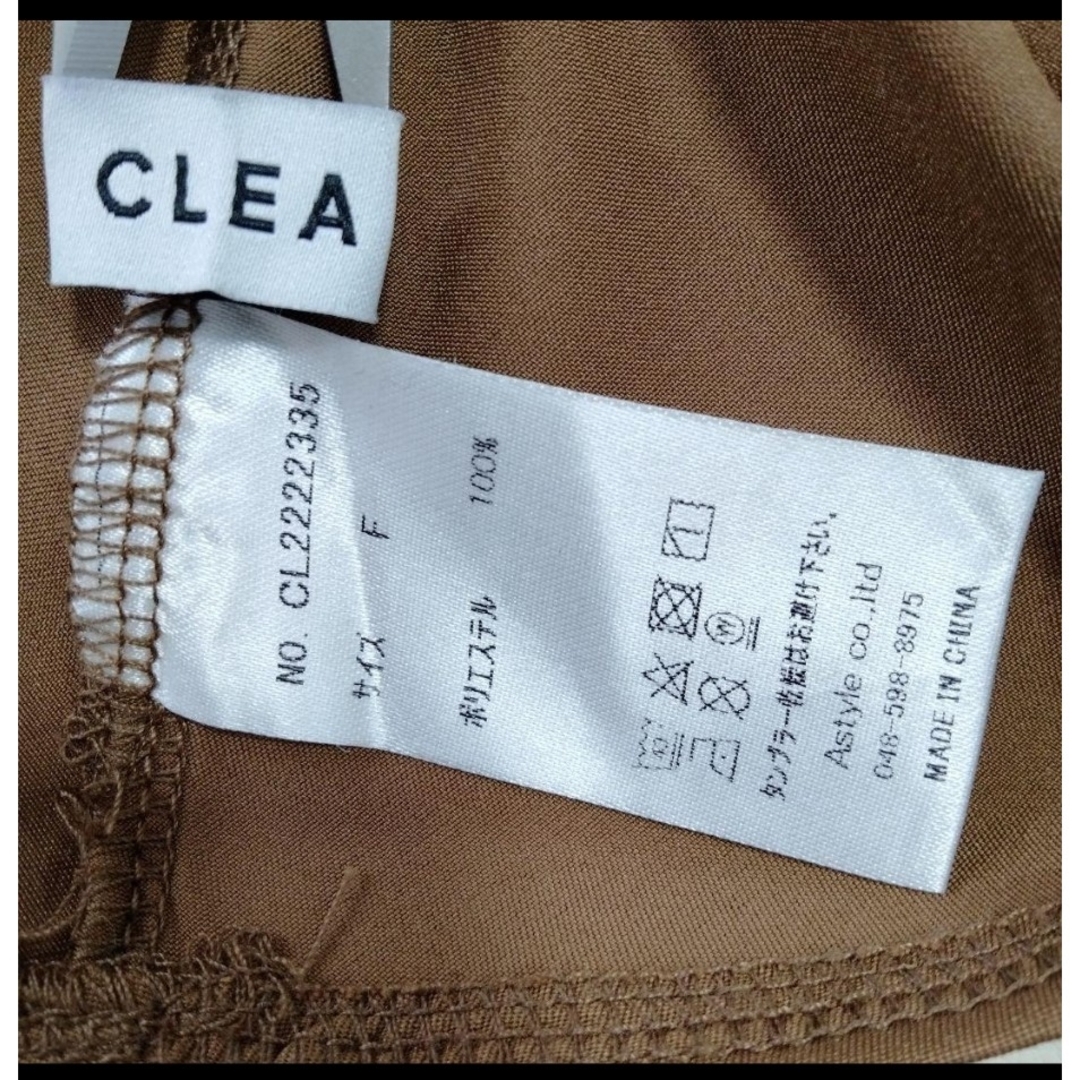 CLEA
NO. CL222335
サイズ F
ポリエステル 100%
タンブラー乾燥はお避け下さい。
Astyle co.,ltd
048-598-8975
MADE IN CHINA